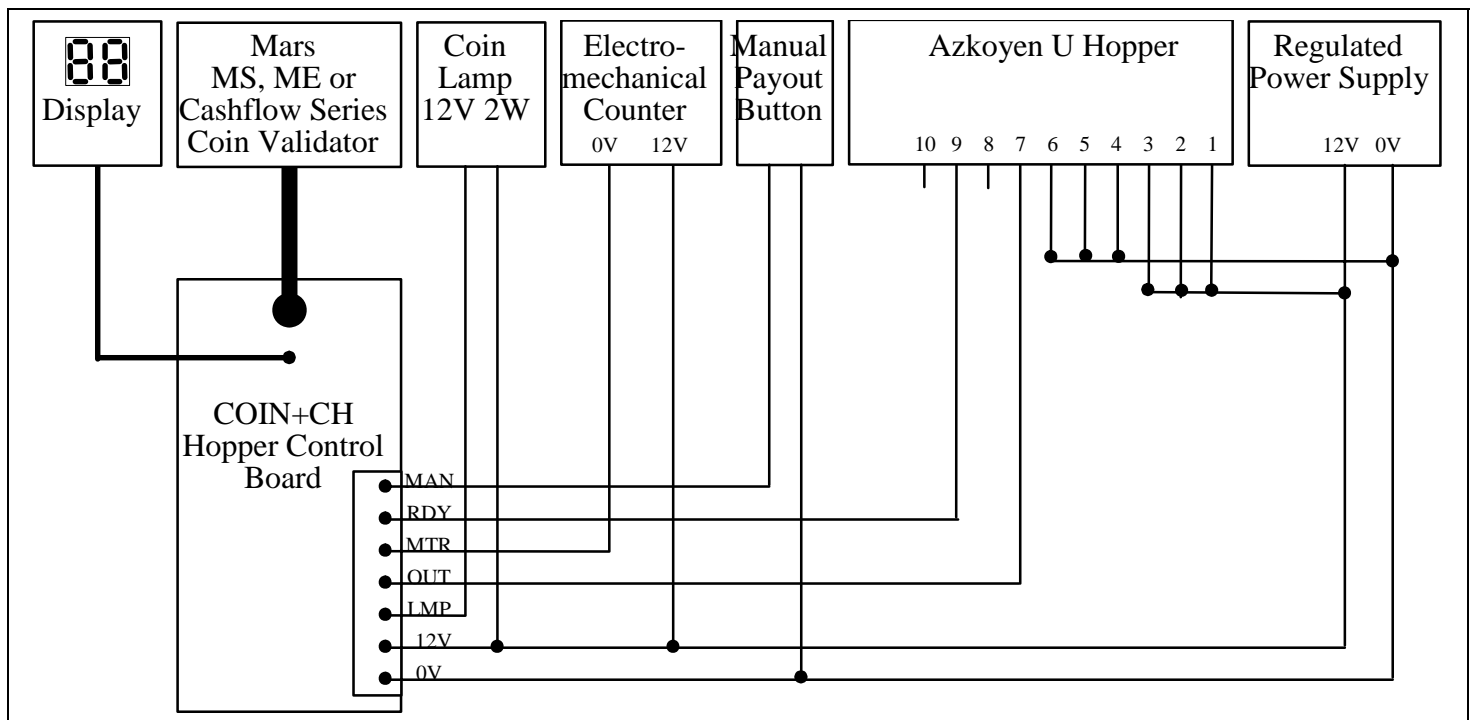 88
Display
Mars
MS, ME or
Cashflow Series
Coin Validator
Coin
Lamp
12V 2W
Electro-
mechanical
Counter
0V 12V
Manual
Payout
Button
Azkoyen U Hopper
10 9 8 7 6 5 4 3 2 1
Regulated
Power Supply
12V 0V
COIN+CH
Hopper Control
Board
MAN
RDY
MTR
OUT
LMP
12V
0V